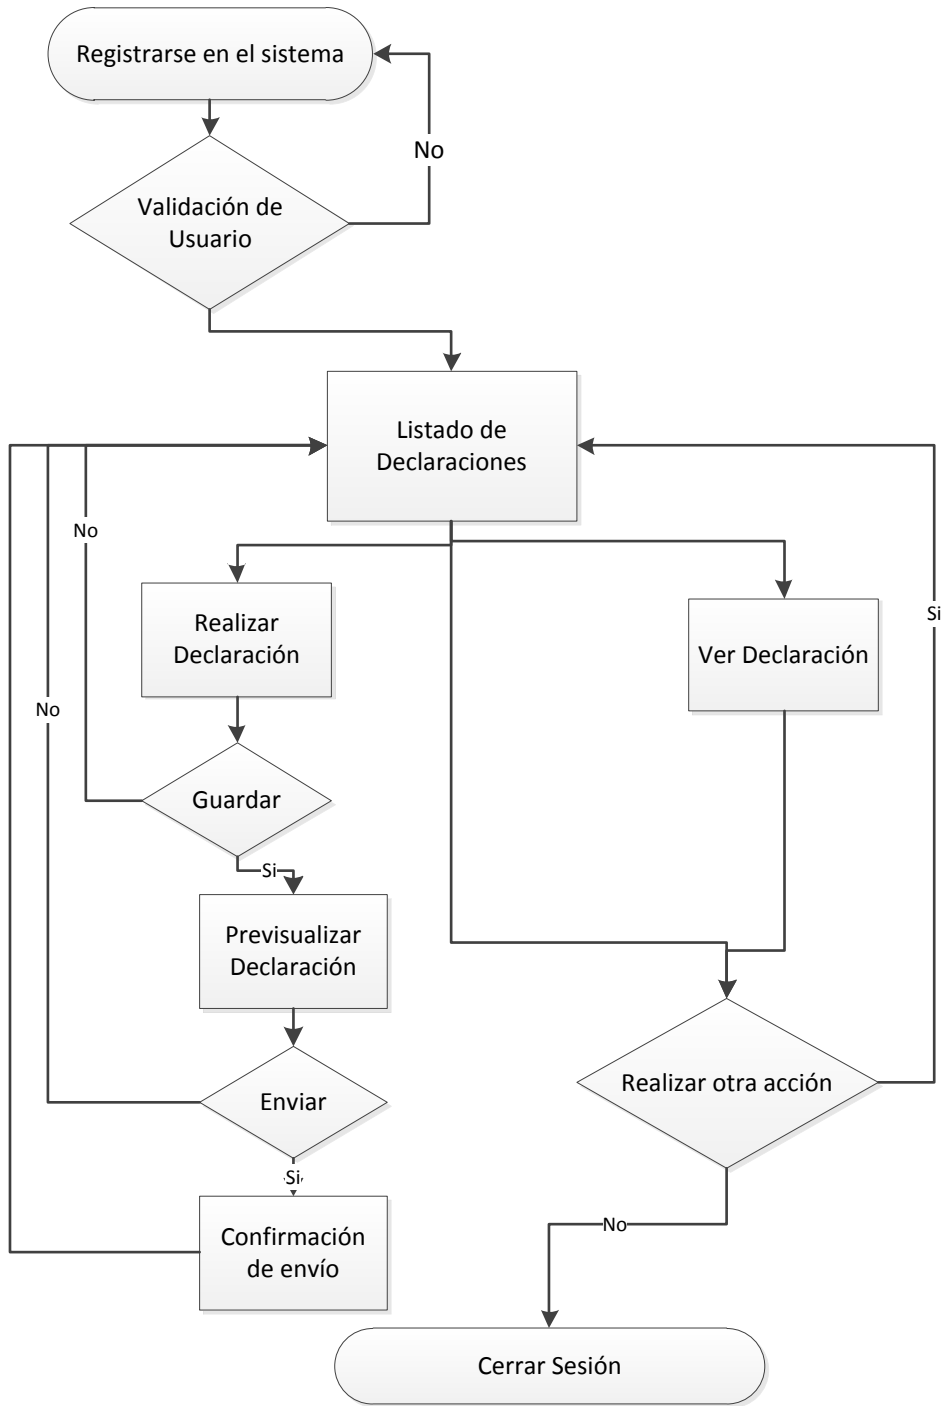 Registrarse en el sistema
No
Validación de
Usuario
Listado de
Declaraciones
No
Realizar
Declaración
Si
Ver Declaración
No
Guardar
Si
Previsualizar
Declaración
Realizar otra acción
Enviar
Si
Confirmación
de envío
No
Cerrar Sesión